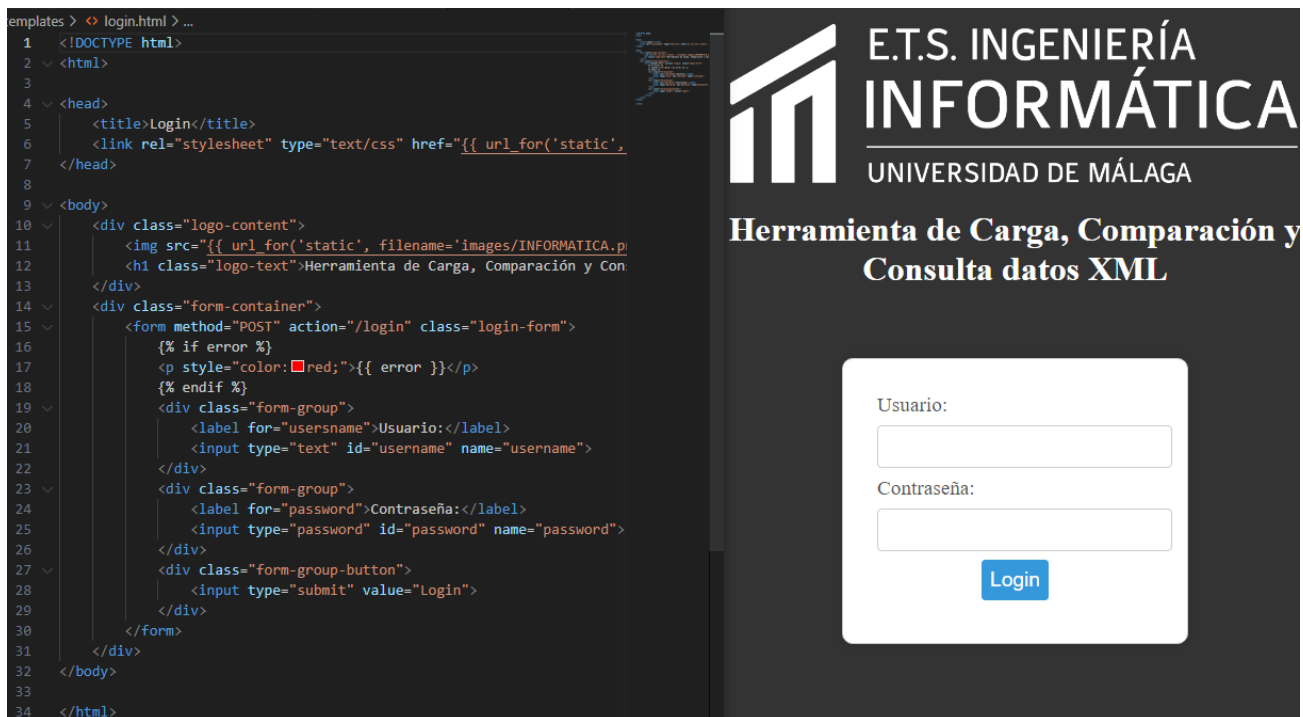 templates > login.html > ...
1 <!DOCTYPE html>
2 <html>
3
4 <head>
5 <title>Login</title>
6 <link rel="stylesheet" type="text/css" href="{{ url_for('static',
7 </head>
8
9 <body>
10 <div class="logo-content">
11 <img src="{{ url_for('static', filename='images/INFORMATICA.pn
12 <h1 class="logo-text">Herramienta de Carga, Comparación y Con
13 </div>
14 <div class="form-container">
15 <form method="POST" action="/login" class="login-form">
16 {% if error %}
17 <p style="color:red;">{{ error }}</p>
18 {% endif %}
19 <div class="form-group">
20 <label for="usersname">Usuario:</label>
21 <input type="text" id="username" name="username">
22 </div>
23 <div class="form-group">
24 <label for="password">Contraseña:</label>
25 <input type="password" id="password" name="password">
26 </div>
27 <div class="form-group-button">
28 <input type="submit" value="Login">
29 </div>
30 </form>
31 </div>
32 </body>
33
34 </html>
E.T.S. INGENIERÍA
INFORMÁTICA
UNIVERSIDAD DE MÁLAGA
Herramienta de Carga, Comparación y
Consulta datos XML
Usuario:
Contraseña:
Login